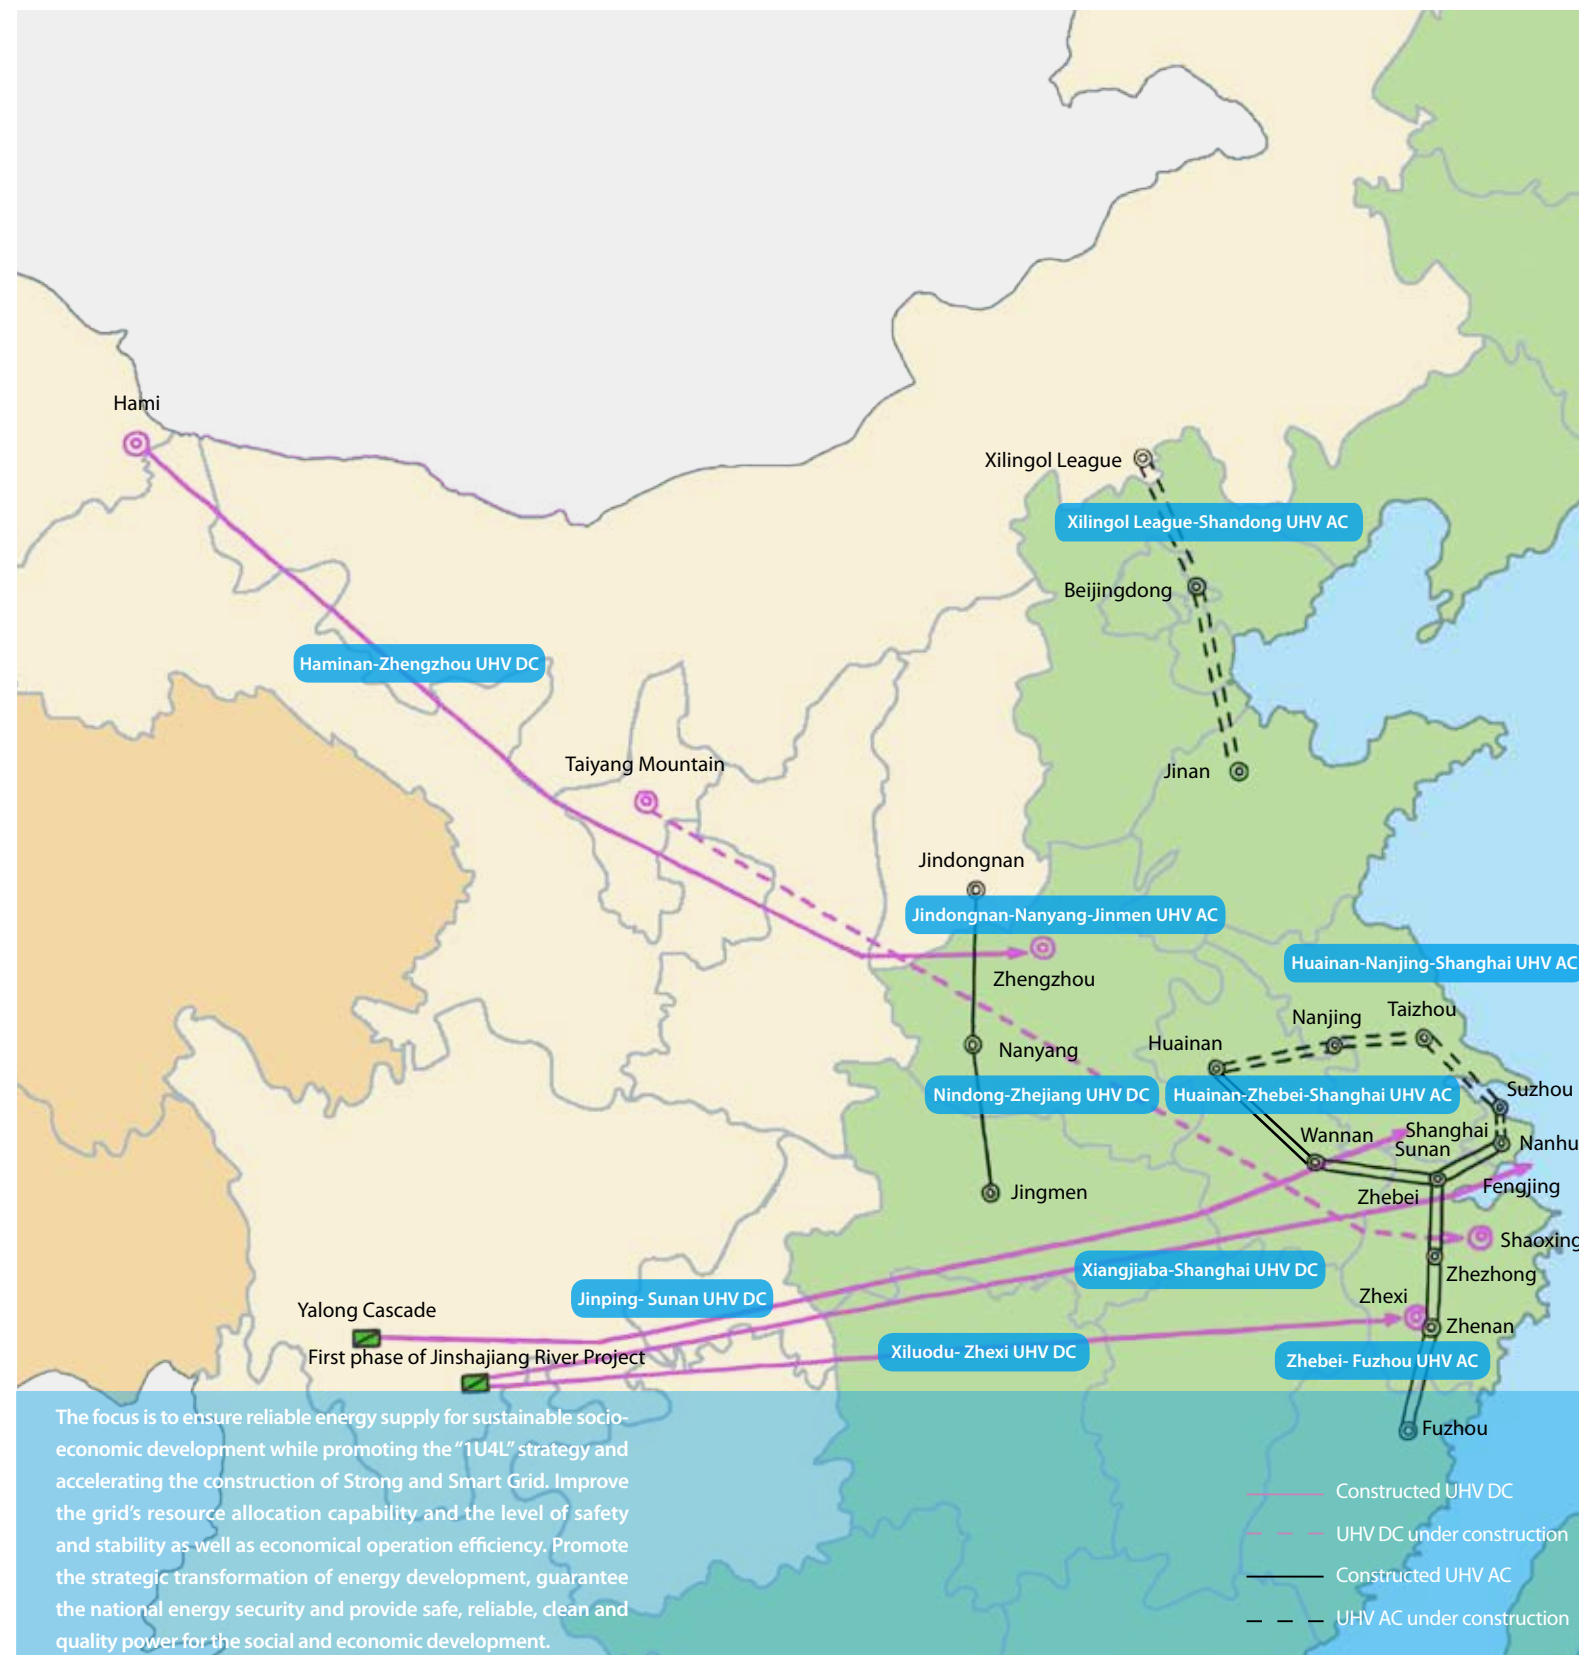 Hami
Xilingol League
Xilingol League-Shandong UHV AC
Beijingdong
Haminan-Zhengzhou UHV DC
Taiyang Mountain
Jinan
Jindongnan
Jindongnan-Nanyang-Jinmen UHV AC
Zhengzhou
Huainan-Nanjing-Shanghai UHV AC
Taizhou
Nanjing
Huainan
Nanyang
Nindong-Zhejiang UHV DC
Huainan-Zhebei-Shanghai UHV AC
Suzhou
Wannan
Shanghai
Sunan
Nanhu
Jingmen
Zhebei
Fengjing
Shaoxing
Xiangjiaba-Shanghai UHV DC
Zhezhong
Jinping- Sunan UHV DC
Zhexi
Yalong Cascade
Zhenan
First phase of Jinshajiang River Project
Xiluodu- Zhexi UHV DC
Zhebei- Fuzhou UHV AC
Fuzhou
The focus is to ensure reliable energy supply for sustainable socio-
economic development while promoting the “1U4L” strategy and
accelerating the construction of Strong and Smart Grid. Improve
the grid’s resource allocation capability and the level of safety
and stability as well as economical operation efficiency. Promote
the strategic transformation of energy development, guarantee
the national energy security and provide safe, reliable, clean and
quality power for the social and economic development.
Constructed UHV DC
UHV DC under construction
Constructed UHV AC
UHV AC under construction